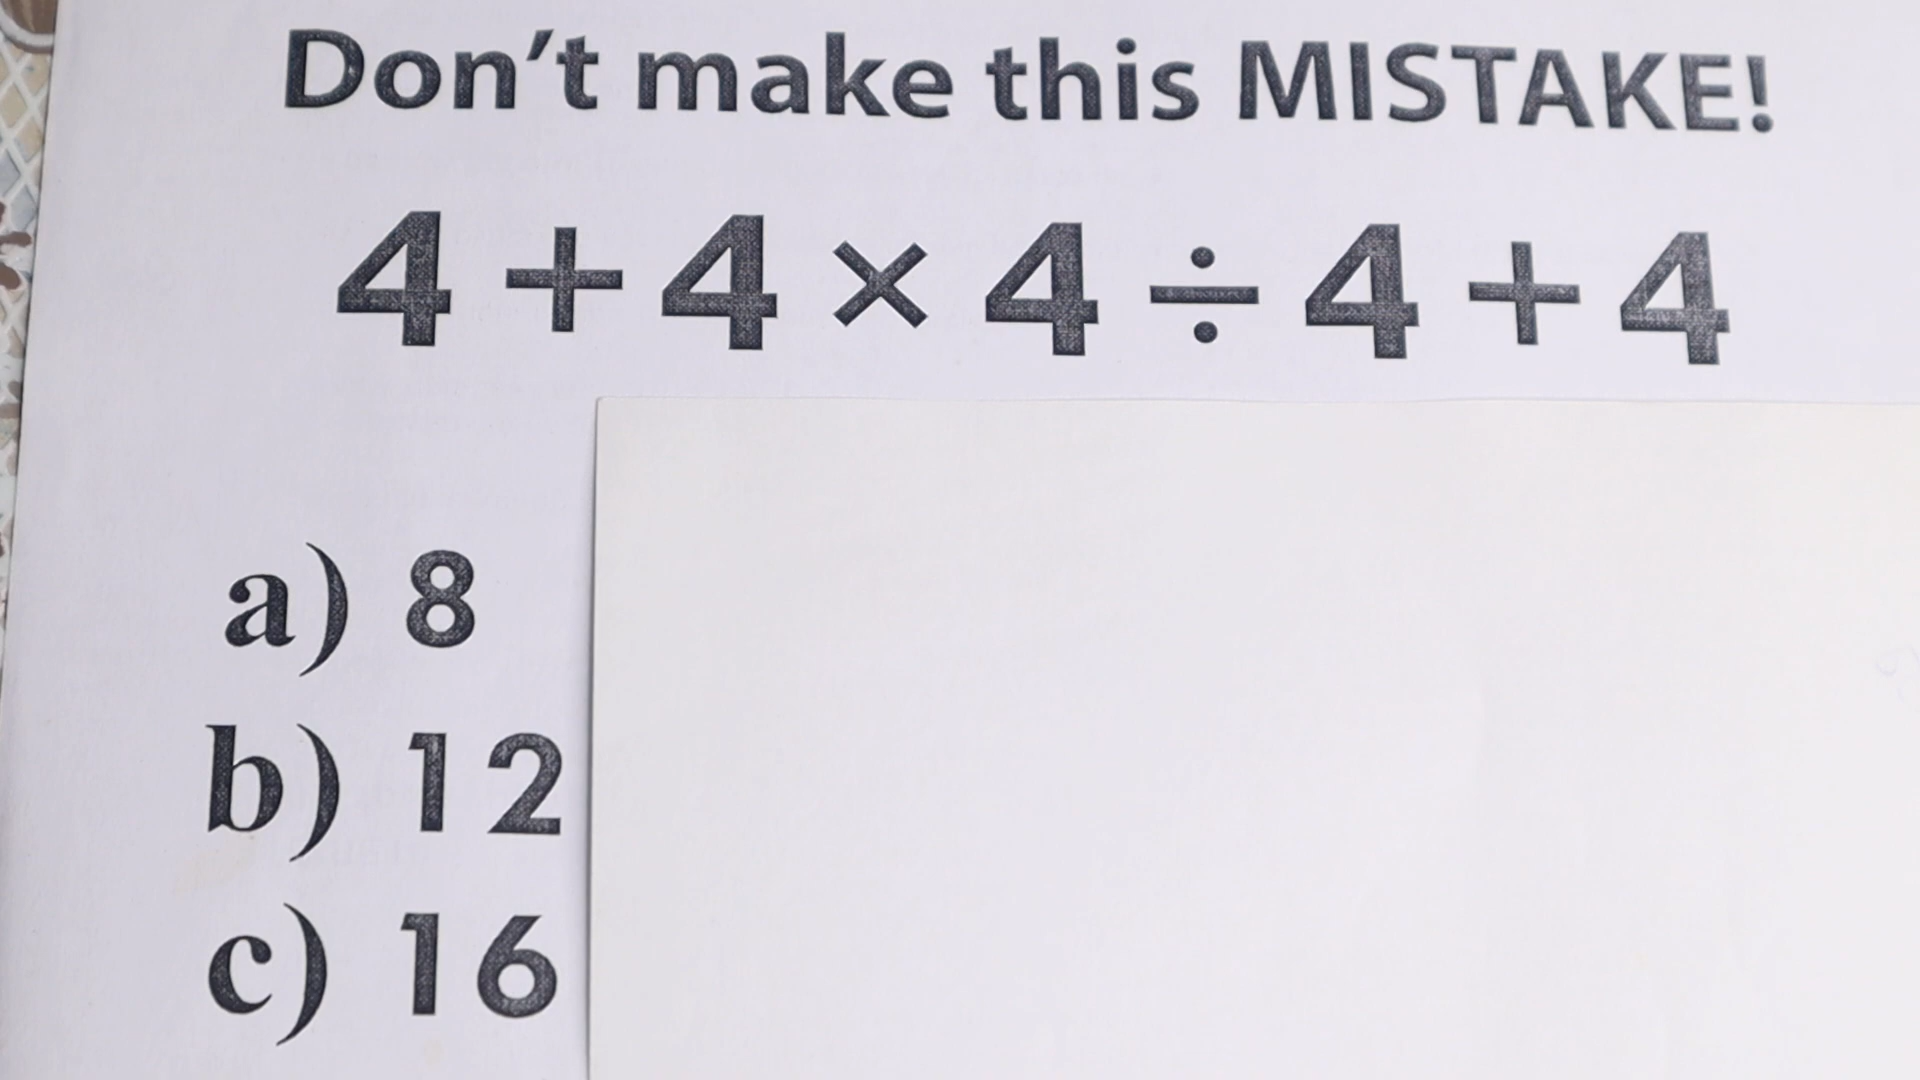 Don't make this MISTAKE!
4 + 4 × 4 ÷ 4 + 4
a) 8
b) 12
c) 16